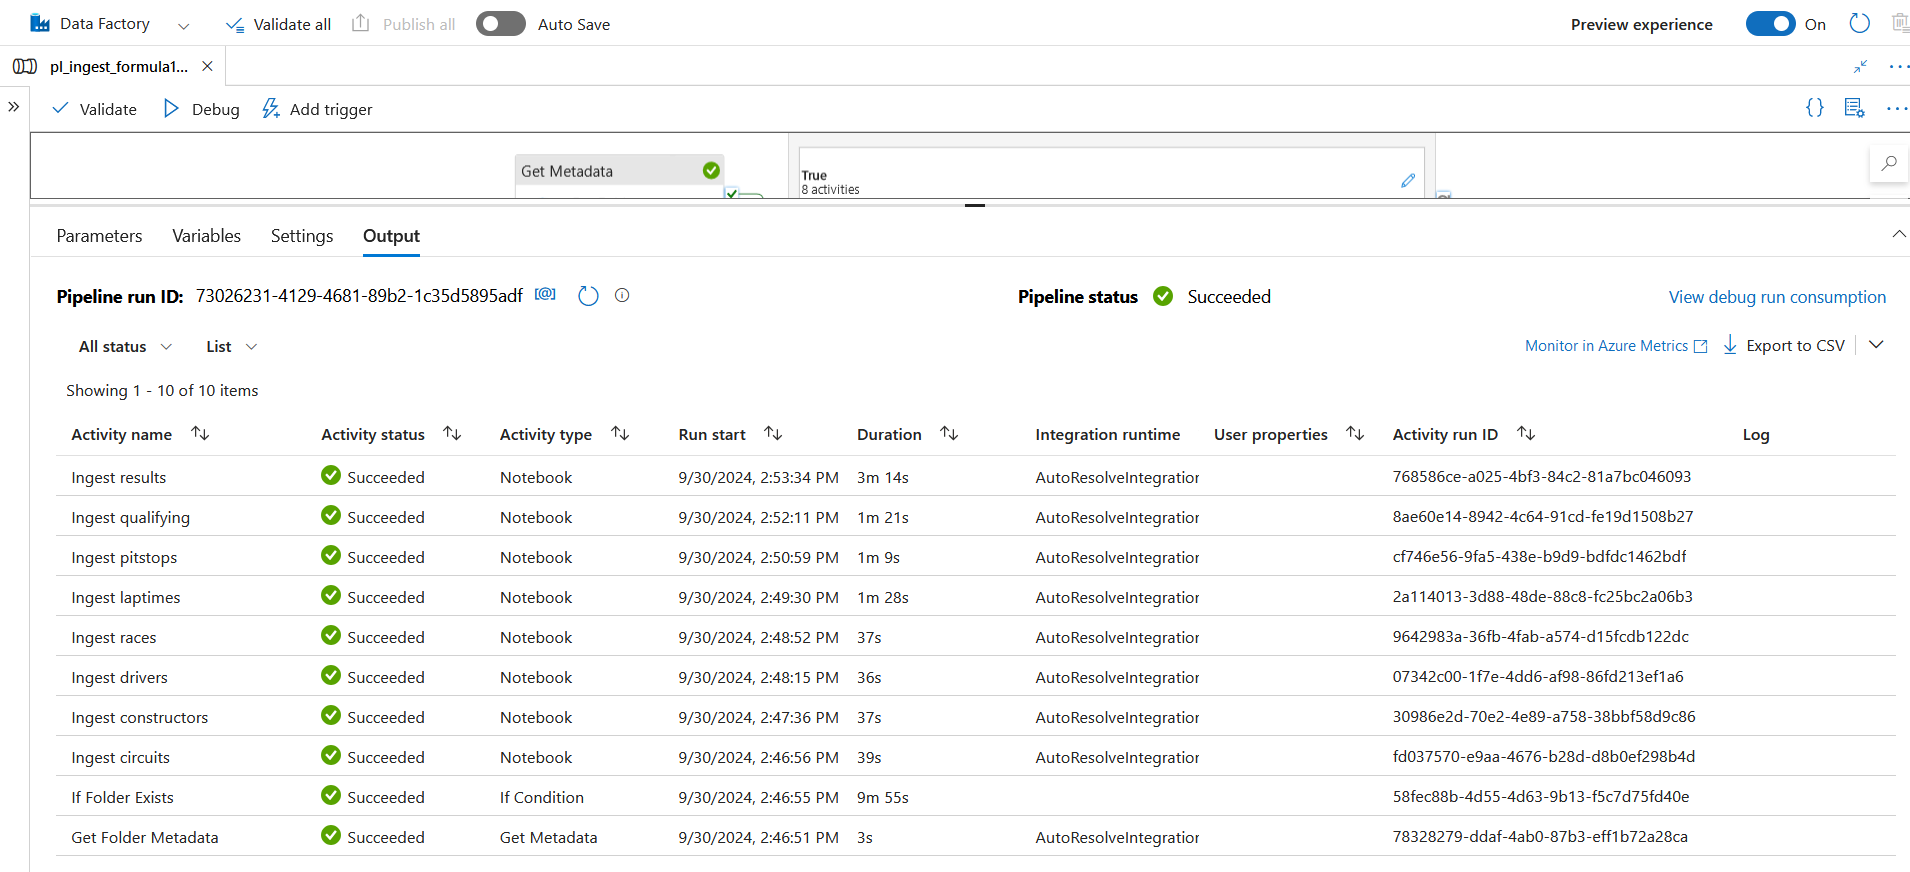 Data Factory Validate all Publish all Auto Save Preview experience On
pl_ingest_formula1...
Validate Debug Add trigger
Get Metadata
True
8 activities
Parameters Variables Settings Output
Pipeline run ID: 73026231-4129-4681-89b2-1c35d5895adf Pipeline status Succeeded View debug run consumption
All status List Monitor in Azure Metrics Export to CSV
Showing 1 - 10 of 10 items
Activity name Activity status Activity type Run start Duration Integration runtime User properties Activity run ID Log
Ingest results Succeeded Notebook 9/30/2024, 2:53:34 PM 3m 14s AutoResolveIntegration 768586ce-a025-4bf3-84c2-81a7bc046093
Ingest qualifying Succeeded Notebook 9/30/2024, 2:52:11 PM 1m 21s AutoResolveIntegration 8ae60e14-8942-4c64-91cd-fe19d1508b27
Ingest pitstops Succeeded Notebook 9/30/2024, 2:50:59 PM 1m 9s AutoResolveIntegration cf746e56-9fa5-438e-b9d9-bdfdc1462bdf
Ingest laptimes Succeeded Notebook 9/30/2024, 2:49:30 PM 1m 28s AutoResolveIntegration 2a114013-3d88-48de-88c8-fc25bc2a06b3
Ingest races Succeeded Notebook 9/30/2024, 2:48:52 PM 37s AutoResolveIntegration 9642983a-36fb-4fab-a574-d15fcdb122dc
Ingest drivers Succeeded Notebook 9/30/2024, 2:48:15 PM 36s AutoResolveIntegration 07342c00-1f7e-4dd6-af98-86fd213ef1a6
Ingest constructors Succeeded Notebook 9/30/2024, 2:47:36 PM 37s AutoResolveIntegration 30986e2d-70e2-4e89-a758-38bbf58d9c86
Ingest circuits Succeeded Notebook 9/30/2024, 2:46:56 PM 39s AutoResolveIntegration fd037570-e9aa-4676-b28d-d8b0ef298b4d
If Folder Exists Succeeded If Condition 9/30/2024, 2:46:55 PM 9m 55s 58fec88b-4d55-4d63-9b13-f5c7d75fd40e
Get Folder Metadata Succeeded Get Metadata 9/30/2024, 2:46:51 PM 3s AutoResolveIntegration 78328279-ddaf-4ab0-87b3-eff1b72a28ca